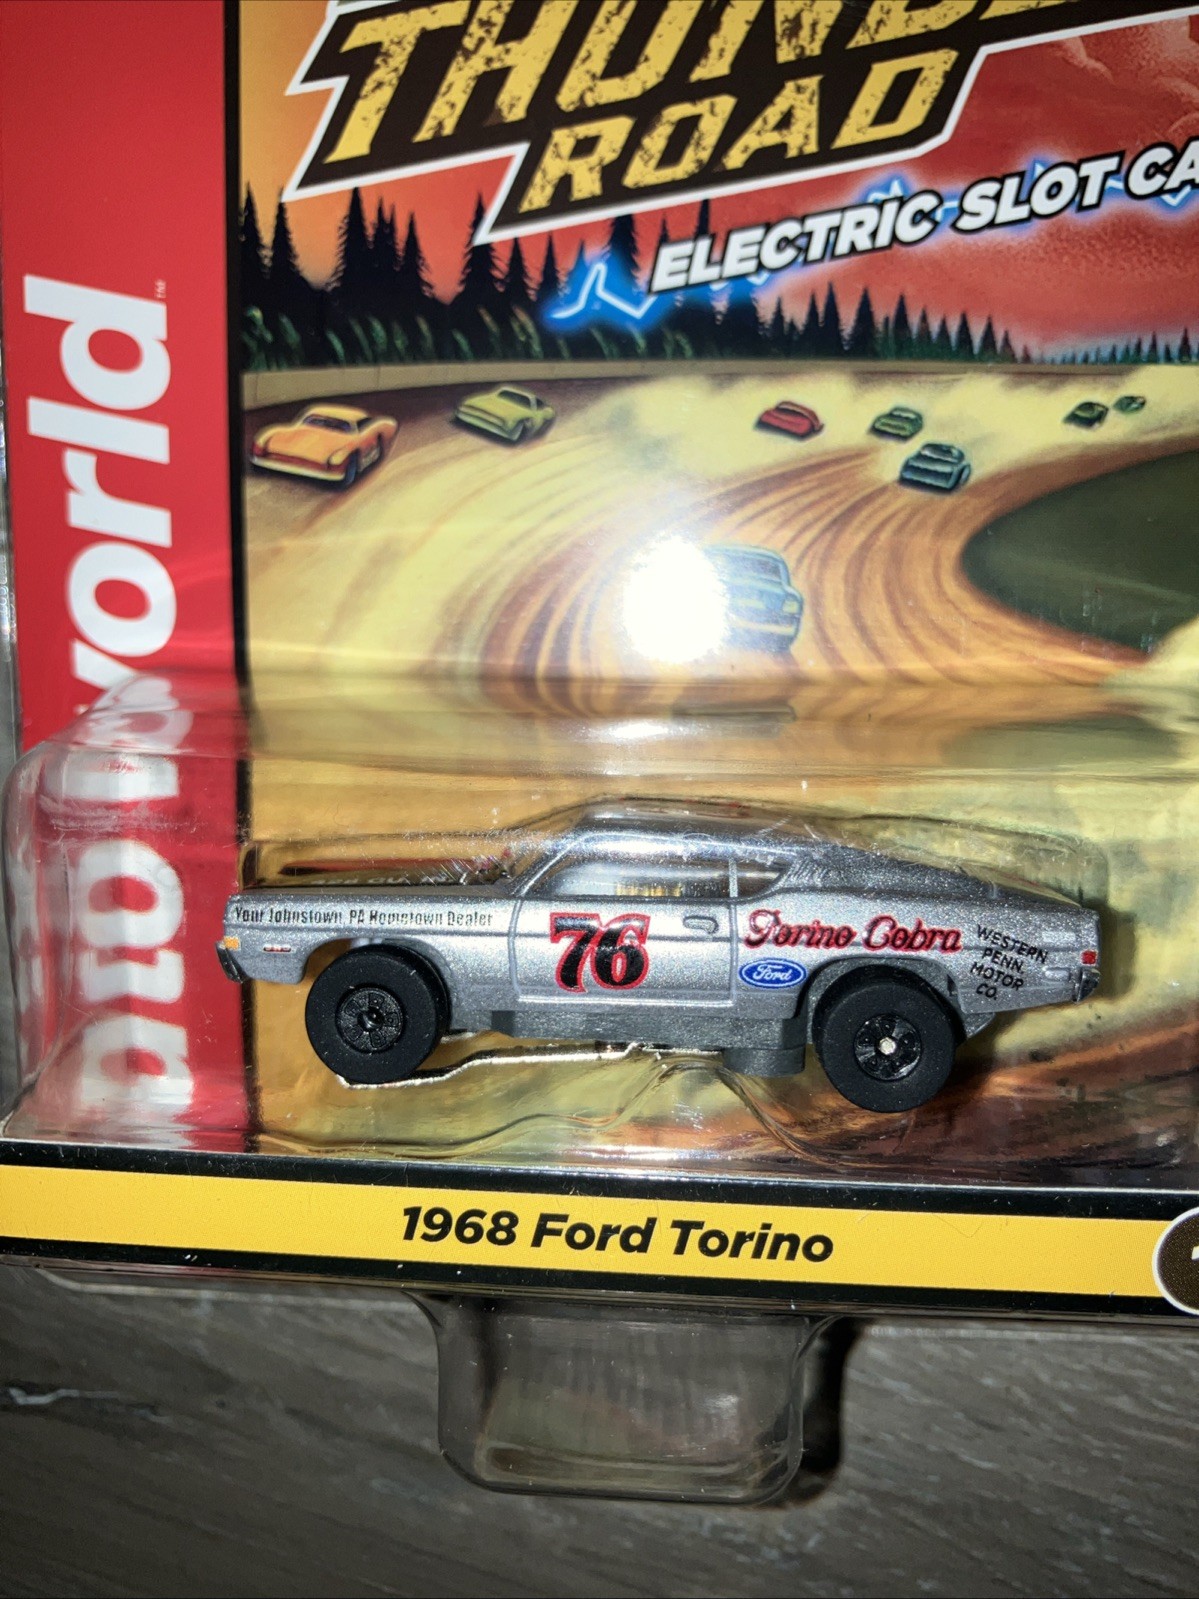 THUND
ROAD
ELECTRIC SLOT CA
world
™
Your Johnstown, PA Hometown Dealer
76
Torino Cobra
Ford
WESTERN
PENN.
MOTOR
CO.
1968 Ford Torino